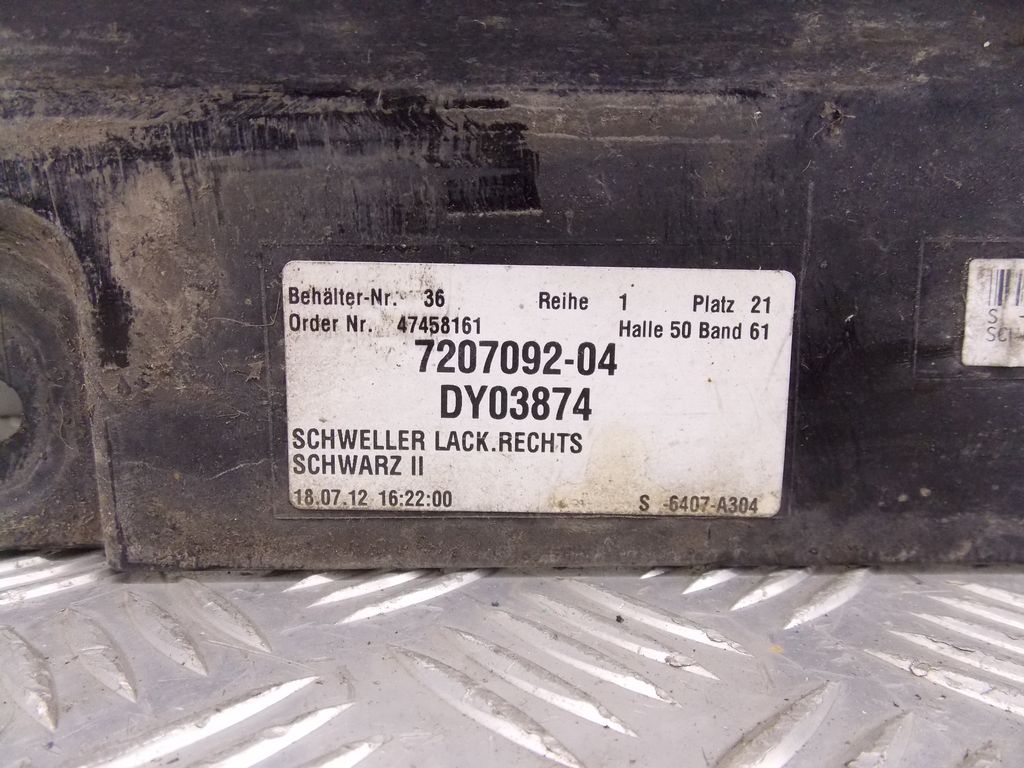 Behälter-Nr. 36 Reihe 1 Platz 21
Order Nr. 47458161 Halle 50 Band 61
7207092-04
DY03874
SCHWELLER LACK.RECHTS
SCHWARZ II
18.07.12 16:22:00 S -6407-A304
S
SC